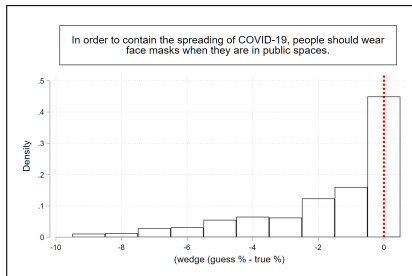 In order to contain the spreading of COVID-19, people should wear
face masks when they are in public spaces.
.5
.4
.3
.2
.1
0
Density
-10 -8 -6 -4 -2 0
(wedge (guess % - true %)